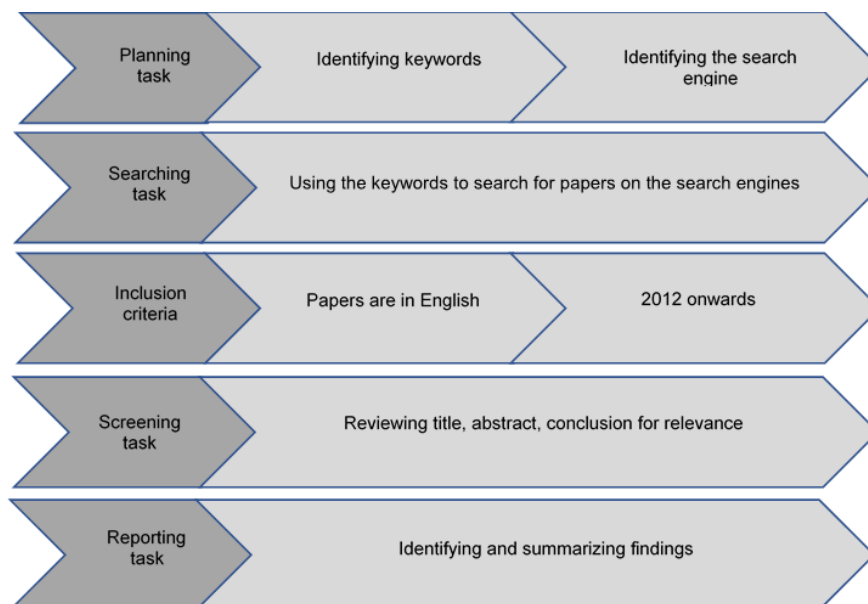 Planning
task
Identifying keywords
Identifying the search
engine
Searching
task
Using the keywords to search for papers on the search engines
Inclusion
criteria
Papers are in English
2012 onwards
Screening
task
Reviewing title, abstract, conclusion for relevance
Reporting
task
Identifying and summarizing findings